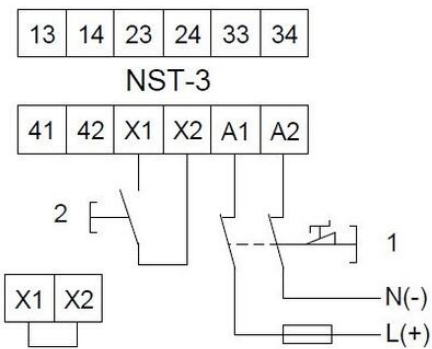 13 14 23 24 33 34
NST-3
41 42 X1 X2 A1 A2
2
1
X1 X2
N(-)
L(+)